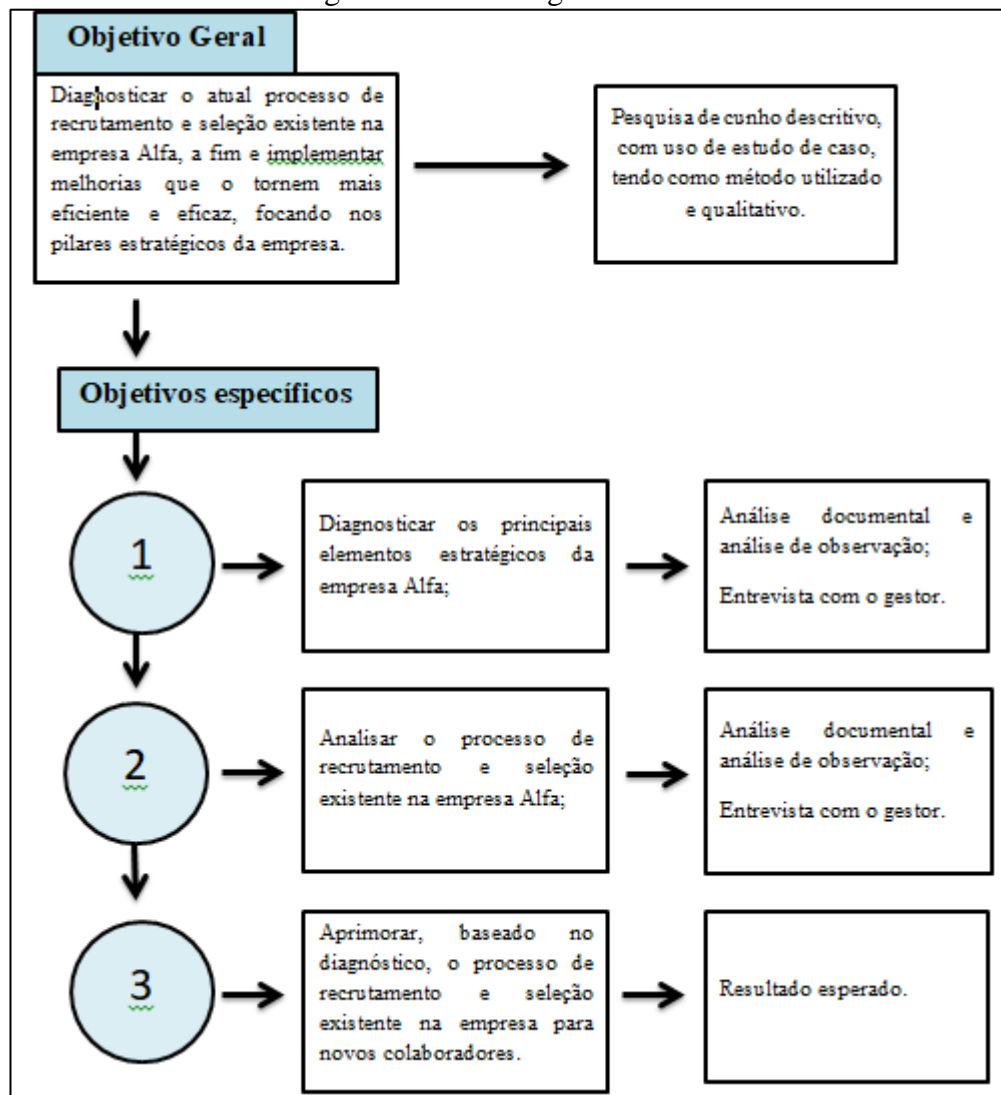 Objetivo Geral
Diagnosticar o atual processo de
recrutamento e seleção existente na
empresa Alfa, a fim e implementar
melhorias que o tornem mais
eficiente e eficaz, focando nos
pilares estratégicos da empresa.
Pesquisa de cunho descritivo,
com uso de estudo de caso,
tendo como método utilizado
e qualitativo.
Objetivos específicos
1
Diagnosticar os principais
elementos estratégicos da
empresa Alfa;
Análise documental e
análise de observação;
Entrevista com o gestor.
2
Analisar o processo de
recrutamento e seleção
existente na empresa Alfa;
Análise documental e
análise de observação;
Entrevista com o gestor.
3
Aprimorar, baseado no
diagnóstico, o processo de
recrutamento e seleção
existente na empresa para
novos colaboradores.
Resultado esperado.